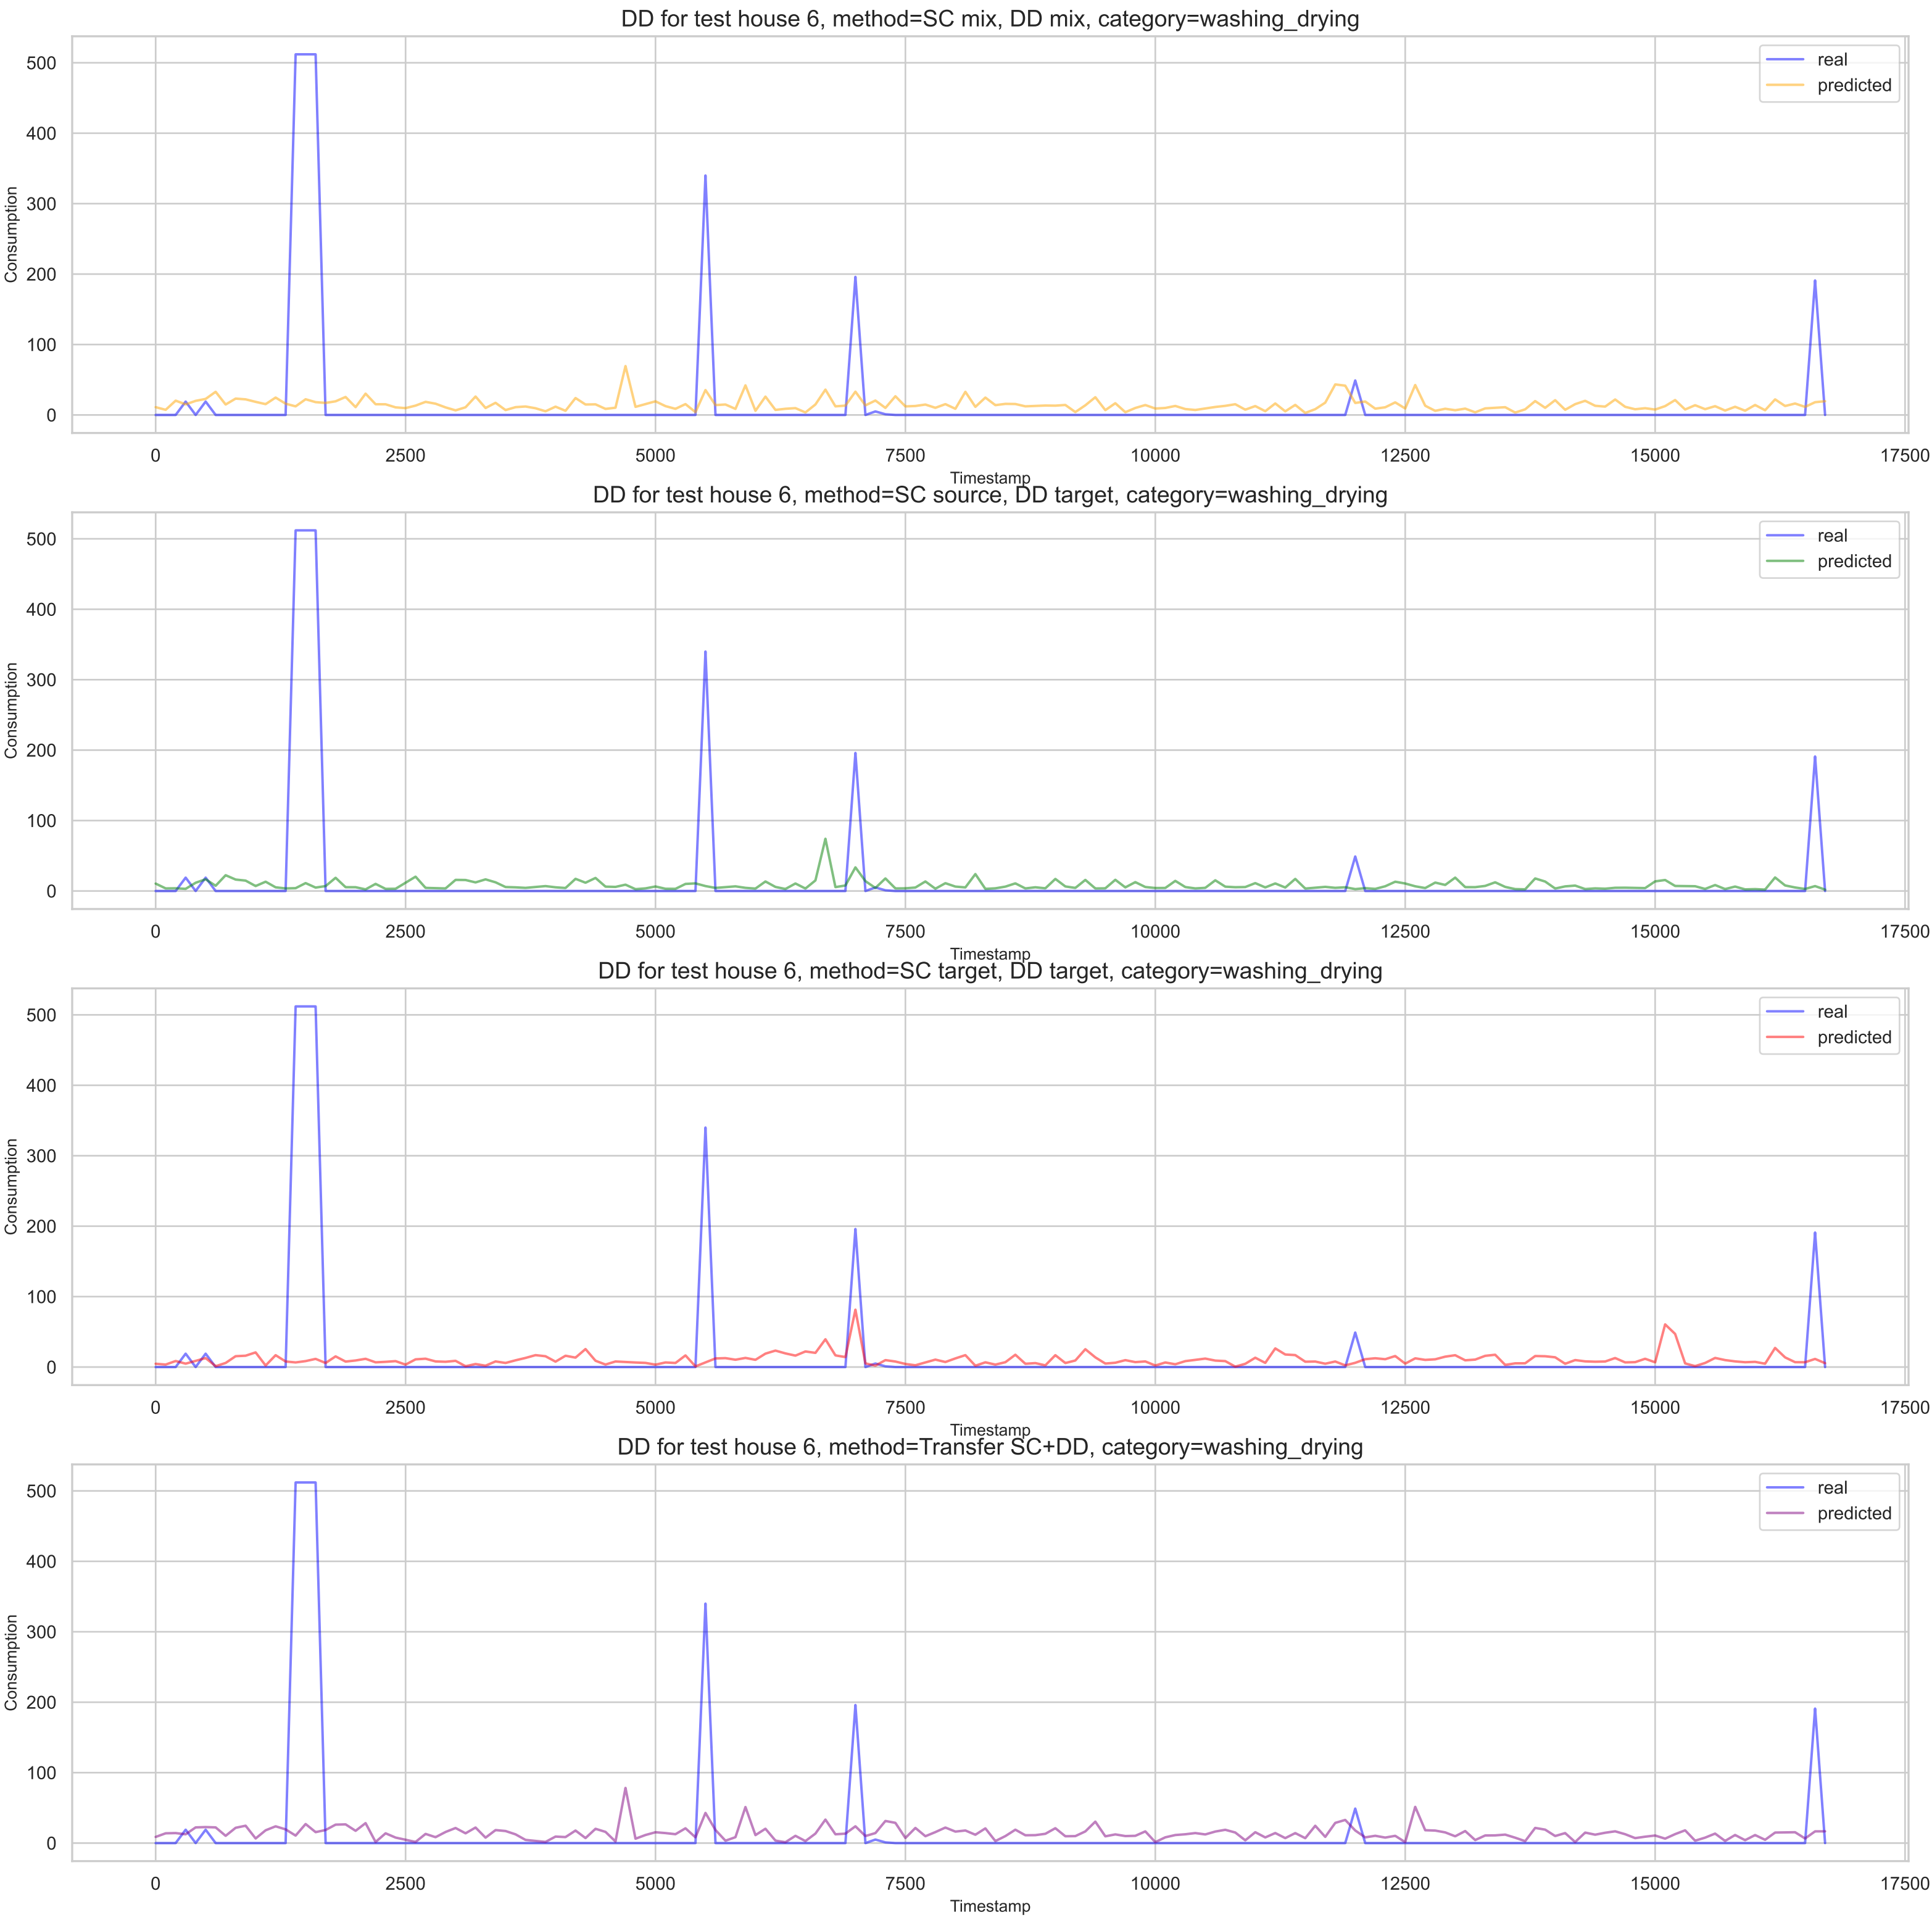 DD for test house 6, method=SC mix, DD mix, category=washing_drying
500
400
300
200
100
0
Consumption
real
predicted
0 2500 5000 7500 10000 12500 15000 17500
Timestamp
DD for test house 6, method=SC source, DD target, category=washing_drying
500
400
300
200
100
0
Consumption
real
predicted
0 2500 5000 7500 10000 12500 15000 17500
Timestamp
DD for test house 6, method=SC target, DD target, category=washing_drying
500
400
300
200
100
0
Consumption
real
predicted
0 2500 5000 7500 10000 12500 15000 17500
Timestamp
DD for test house 6, method=Transfer SC+DD, category=washing_drying
500
400
300
200
100
0
Consumption
real
predicted
0 2500 5000 7500 10000 12500 15000 17500
Timestamp